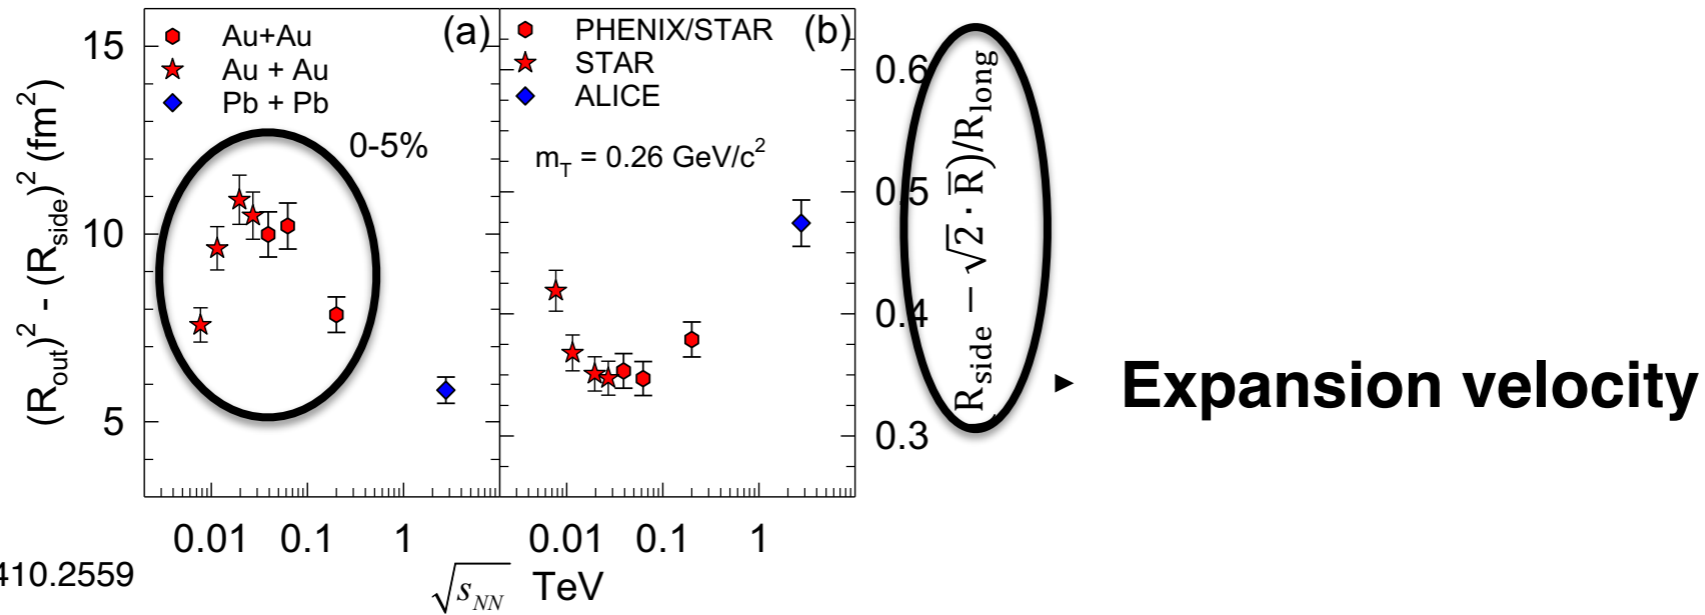 (R_out)^2 - (R_side)^2 (fm^2)
15
10
5
Au+Au
Au + Au
Pb + Pb
(a)
0-5%
0.01 0.1 1
PHENIX/STAR
STAR
ALICE
(b)
m_T = 0.26 GeV/c^2
0.01 0.1 1
0.6
0.5
0.4
0.3
R_side − √2 · R̅)/R_long
▸ Expansion velocity
410.2559
√s_NN TeV